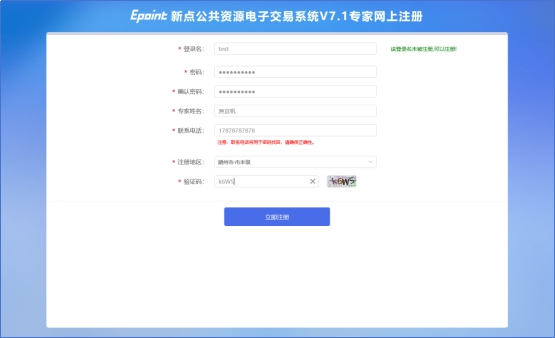 Epoint 新点公共资源电子交易系统V7.1专家网上注册
* 登录名： test 该登录名未被注册,可以注册!
* 密码： ●●●●●●●●●●
* 确认密码： ●●●●●●●●●●
* 专家姓名：
* 联系电话： 17878787878
注意：联系电话将用于密码找回，请确保正确性。
* 注册地区： 湖州市·市本级
* 验证码： k6W5 k6W5
立即注册